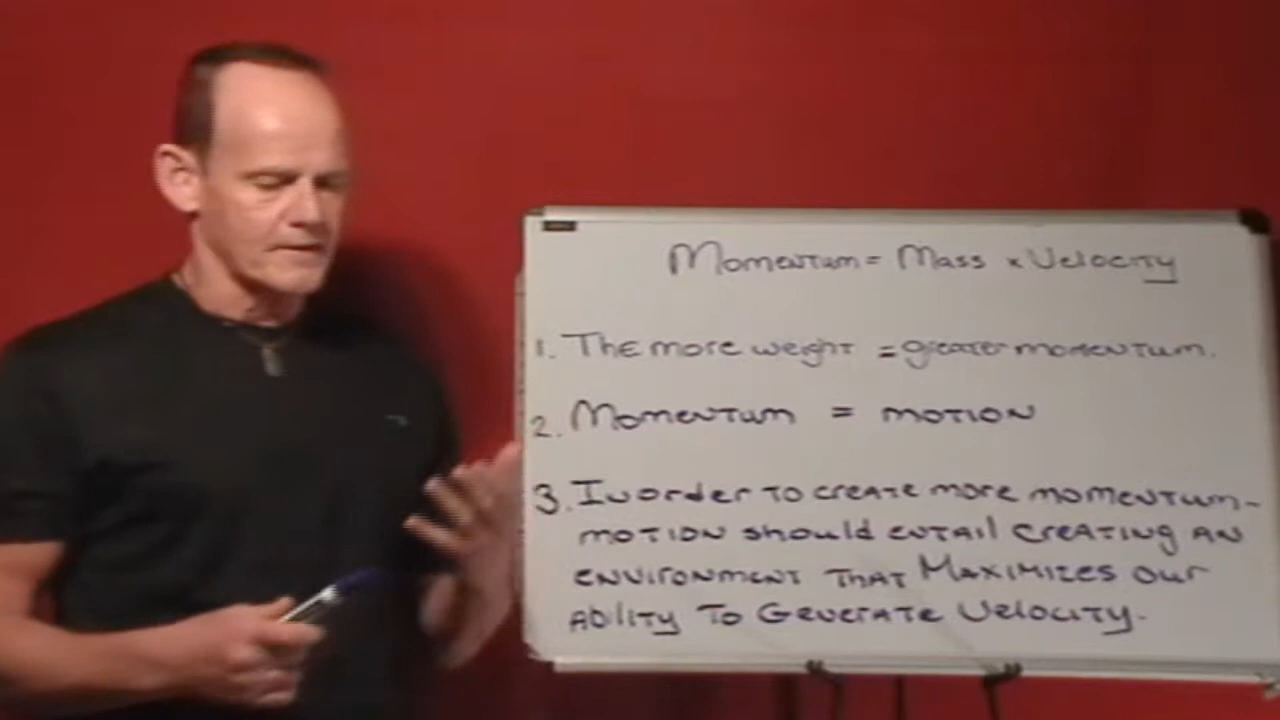 Momentum = Mass x Velocity
1. The more weight = greater momentum.
2. Momentum = motion
3. In order to create more momentum-
motion should entail creating an
environment that Maximizes our
ability To Generate Velocity.